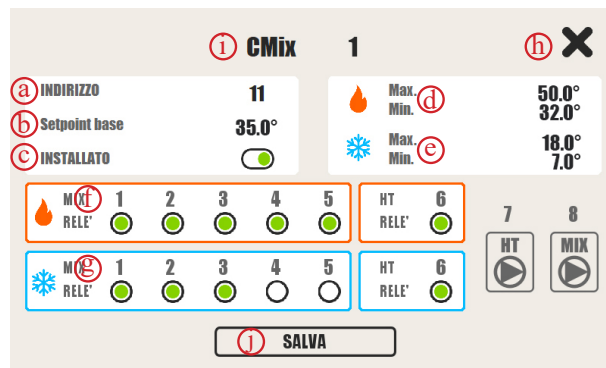 i CMix 1 h
a INDIRIZZO 11
b Setpoint base 35.0°
c INSTALLATO
Max. d 50.0°
Min. 32.0°
Max. e 18.0°
Min. 7.0°
MIX f 1 2 3 4 5 HT 6
RELE' RELE'
MIX g 1 2 3 4 5 HT 6
RELE' RELE'
7 8
HT MIX
j SALVA